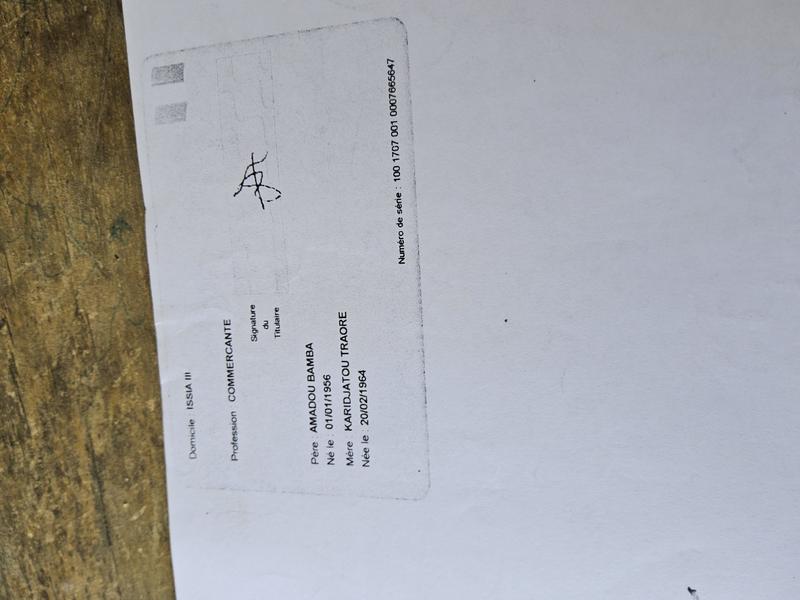 Domicile : ISSIA III
Profession : COMMERCANTE
Signature
du
Titulaire
Père : AMADOU BAMBA
Né le : 01/01/1956
Mère : KARIDJATOU TRAORE
Née le : 20/02/1964
Numéro de série : 100 1707 001 0007665647